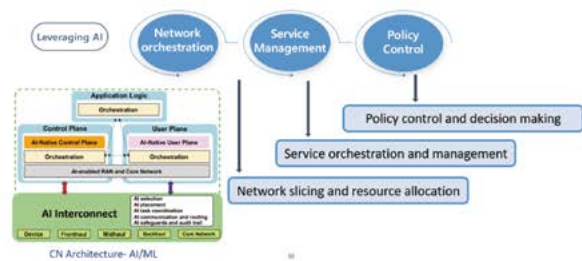 Leveraging AI
Network
orchestration
Service
Management
Policy
Control
Policy control and decision making
Service orchestration and management
Network slicing and resource allocation
Application Logic
Orchestration
Control Plane
User Plane
AI-Native Control Plane
AI-Native User Plane
Orchestration
Orchestration
AI-enabled RAN and Core Network
AI Interconnect
AI selection
AI placement
AI task coordination
AI communication and routing
AI safeguards and audit trail
Device
Fronthaul
Midhaul
Backhaul
Core Network
CN Architecture- AI/ML